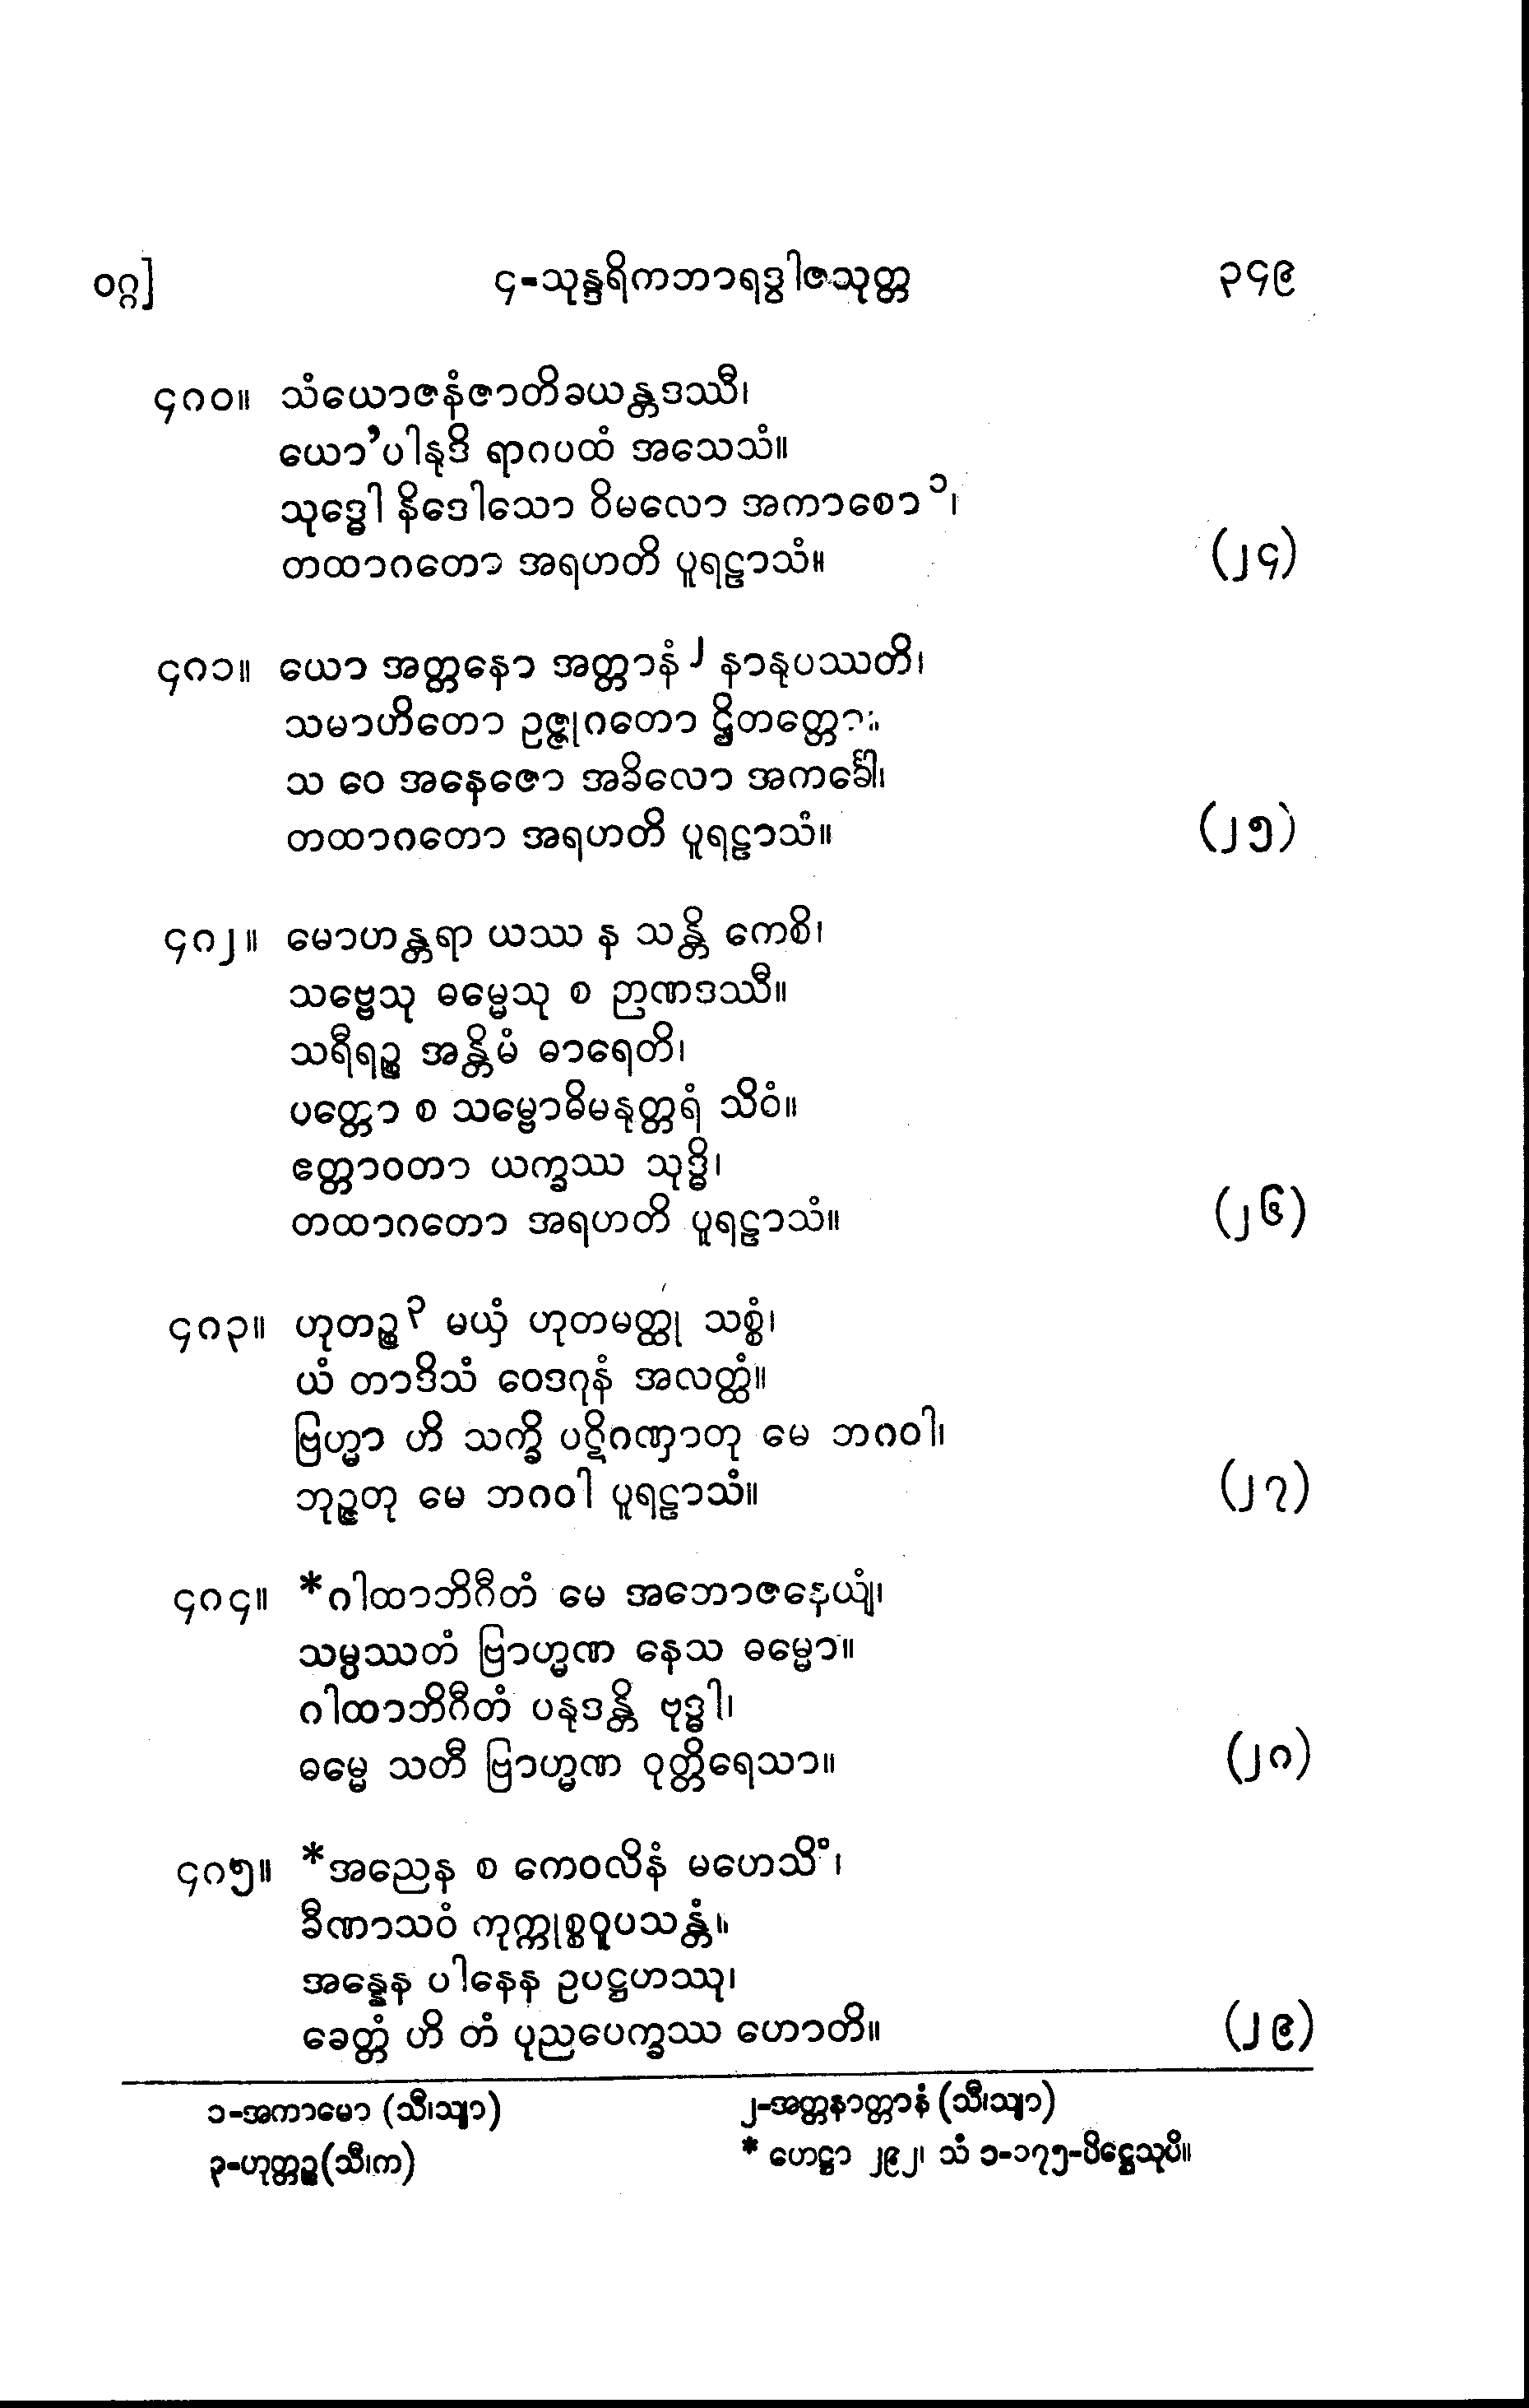 ဝဂ္ဂ] ၄-သုန္ဒရိကဘာရဒွါဇသုတ္တ ၃၄၉
၄၈၀။ သံယောဇနံဇာတိခယန္တဒဿီ၊
ယော’ပါနုဒိ ရာဂပထံ အသေသံ။
သုဒ္ဓေါ နိဒေါသော ဝိမလော အကာစော ၁၊
တထာဂတော အရဟတိ ပူရဠာသံ။ (၂၄)
၄၈၁။ ယော အတ္တနော အတ္တာနံ ၂ နာနုပဿတိ၊
သမာဟိတော ဥဇ္ဇုဂတော ဌိတတ္တော။
သ ဝေ အနေဇော အခိလော အကင်္ခေါ၊
တထာဂတော အရဟတိ ပူရဠာသံ။ (၂၅)
၄၈၂။ မောဟန္တရာ ယဿ န သန္တိ ကေစိ၊
သဗ္ဗေသု ဓမ္မေသု စ ဉာဏဒဿီ။
သရီရဉ္စ အန္တိမံ ဓာရေတိ၊
ပတ္တော စ သမ္ဗောဓိမနုတ္တရံ သိဝံ။
ဧတ္တာဝတာ ယက္ခဿ သုဒ္ဓိ၊
တထာဂတော အရဟတိ ပူရဠာသံ။ (၂၆)
၄၈၃။ ဟုတဉ္စ ၃ မယှံ ဟုတမတ္ထု သစ္စံ၊
ယံ တာဒိသံ ဝေဒဂုနံ အလတ္ထံ။
ဗြဟ္မာ ဟိ သက္ခိ ပဋိဂဏှာတု မေ ဘဂဝါ၊
ဘုဉ္ဇတု မေ ဘဂဝါ ပူရဠာသံ။ (၂၇)
၄၈၄။ *ဂါထာဘိဂီတံ မေ အဘောဇနေယျံ၊
သမ္ပဿတံ ဗြာဟ္မဏ နေသ ဓမ္မော။
ဂါထာဘိဂီတံ ပနုဒန္တိ ဗုဒ္ဓါ၊
ဓမ္မေ သတီ ဗြာဟ္မဏ ဝုတ္တိရေသာ။ (၂၈)
၄၈၅။ *အညေန စ ကေဝလိနံ မဟေသိံ၊
ခီဏာသဝံ ကုက္ကုစ္စဝူပသန္တံ။
အန္နေန ပါနေန ဥပဋ္ဌဟဿု၊
ခေတ္တံ ဟိ တံ ပုညပေက္ခဿ ဟောတိ။ (၂၉)
၁-အကာမော (သီ၊သျာ) ၂-အတ္တနာတ္တာနံ (သီ၊သျာ)
၃-ဟုတ္တဉ္စ(သီ၊က) * ဟေဋ္ဌာ ၂၉၂၊ သံ ၁-၁၇၅-ပိဋ္ဌေသုပိ။